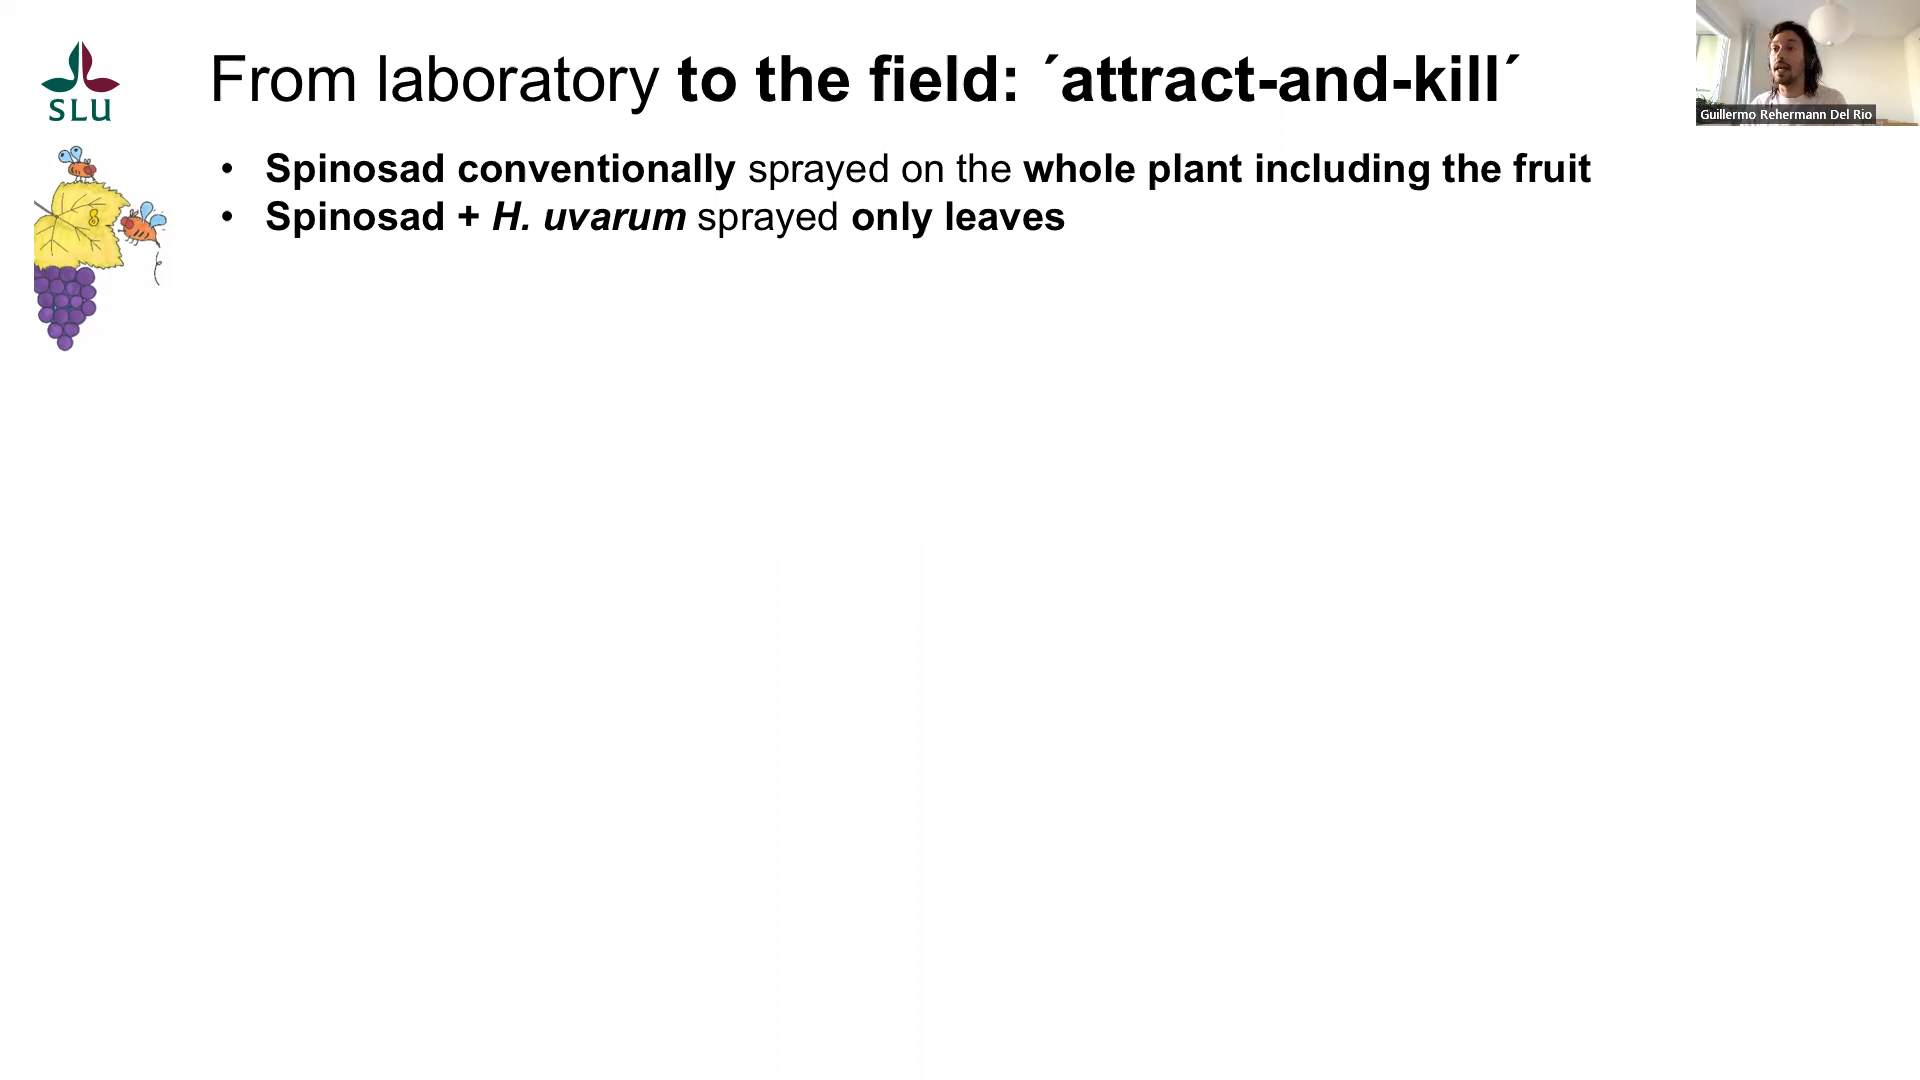 SLU
From laboratory to the field: ´attract-and-kill´
Guillermo Rehermann Del Rio
• Spinosad conventionally sprayed on the whole plant including the fruit
• Spinosad + H. uvarum sprayed only leaves